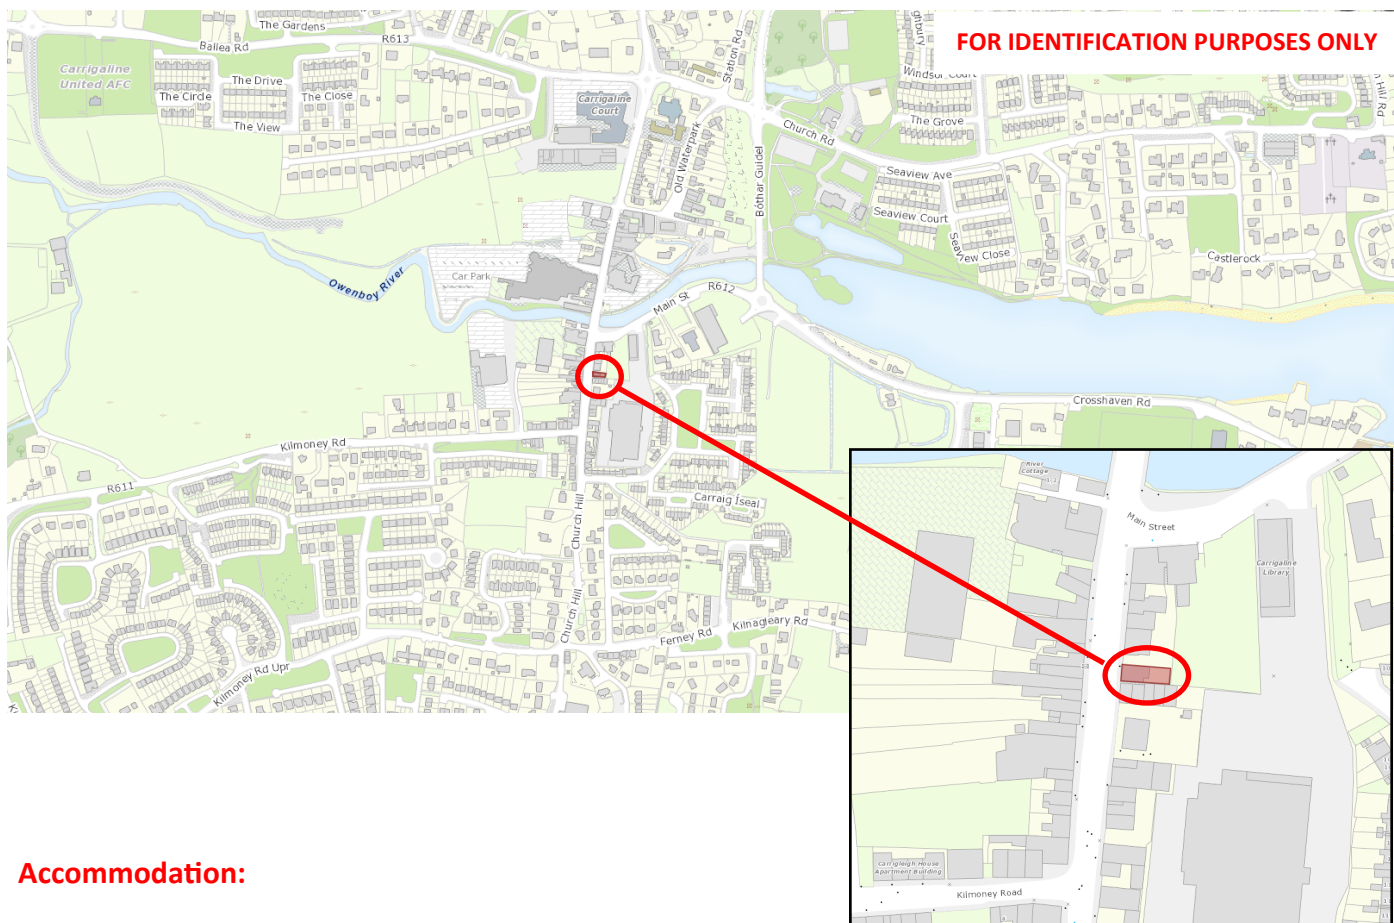 The Gardens
Ballea Rd
R613
Station Rd
FOR IDENTIFICATION PURPOSES ONLY
Carrigaline
United AFC
The Drive
The Circle
The Close
The View
Carrigaline
Court
Windsor Court
The Grove
Church Rd
Old Waterpark
Bóthar Guidel
Seaview Ave
Seaview Court
Seaview Close
Castlerock
Owenboy River
Car Park
Main St
R612
Crosshaven Rd
Kilmoney Rd
R611
Carraig Íseal
Church Hill
Church Hill
Ferney Rd
Kilnagleary Rd
Kilmoney Rd Upr
River
Cottage
Main Street
Carrigaline
Library
Carrigleigh House
Apartment Building
Kilmoney Road
Accommodation: